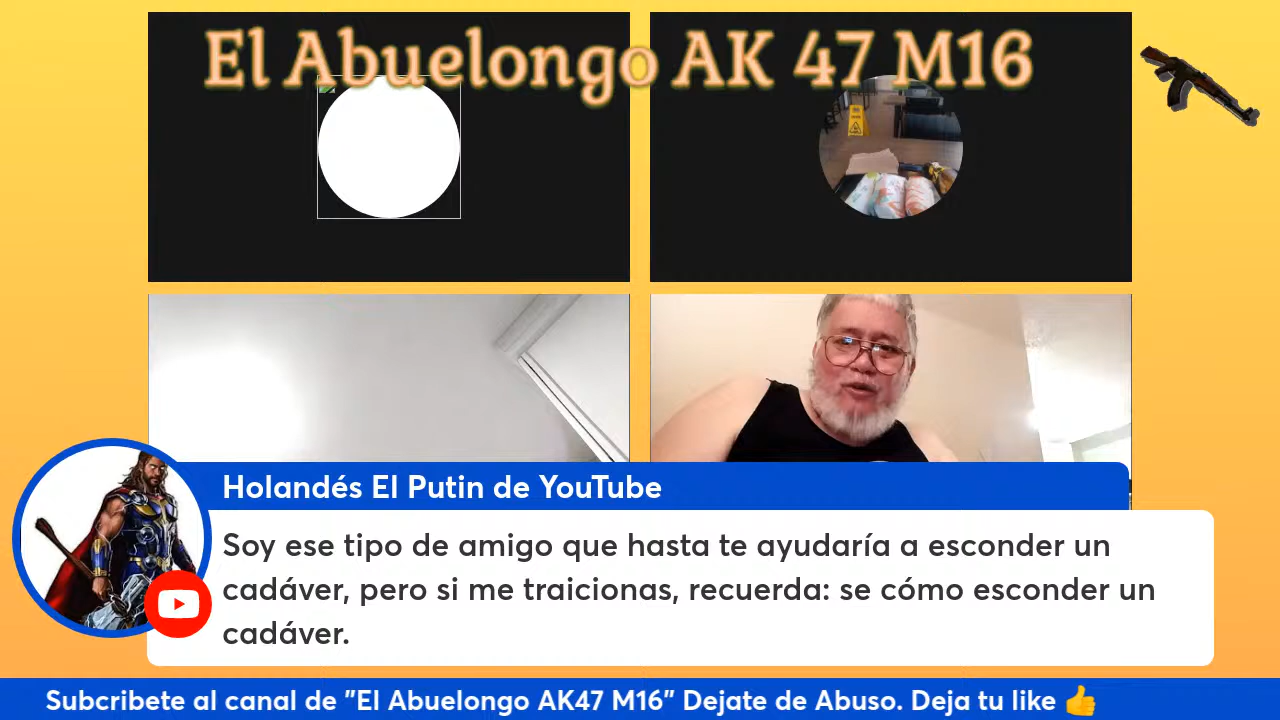 El Abuelongo AK 47 M16
Holandés El Putin de YouTube
Soy ese tipo de amigo que hasta te ayudaría a esconder un
cadáver, pero si me traicionas, recuerda: se cómo esconder un
cadáver.
Subcribete al canal de "El Abuelongo AK47 M16" Dejate de Abuso. Deja tu like 👍